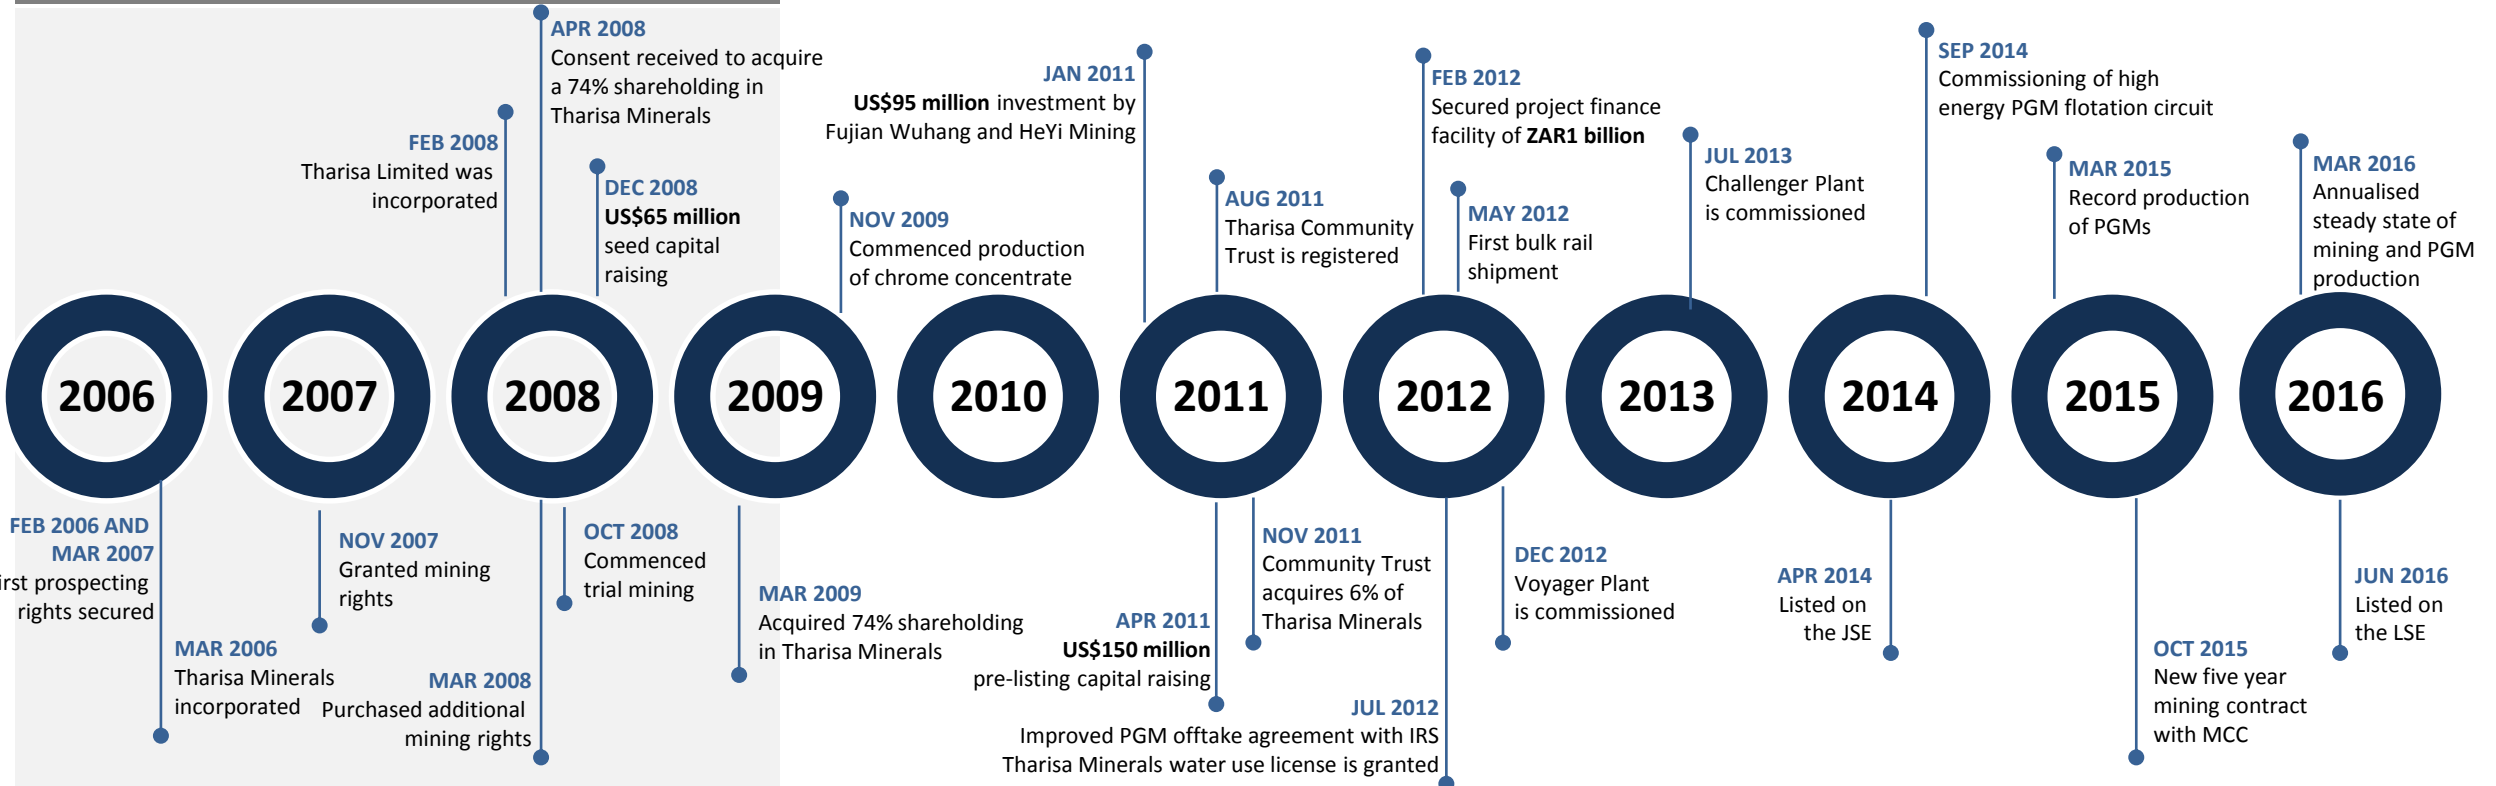 APR 2008
Consent received to acquire
a 74% shareholding in
Tharisa Minerals
FEB 2008
Tharisa Limited was
incorporated
DEC 2008
US$65 million
seed capital
raising
NOV 2009
Commenced production
of chrome concentrate
JAN 2011
US$95 million investment by
Fujian Wuhang and HeYi Mining
AUG 2011
Tharisa Community
Trust is registered
FEB 2012
Secured project finance
facility of ZAR1 billion
MAY 2012
First bulk rail
shipment
JUL 2013
Challenger Plant
is commissioned
SEP 2014
Commissioning of high
energy PGM flotation circuit
MAR 2015
Record production
of PGMs
MAR 2016
Annualised
steady state of
mining and PGM
production
2006
2007
2008
2009
2010
2011
2012
2013
2014
2015
2016
FEB 2006 AND
MAR 2007
irst prospecting
rights secured
MAR 2006
Tharisa Minerals
incorporated
NOV 2007
Granted mining
rights
MAR 2008
Purchased additional
mining rights
OCT 2008
Commenced
trial mining
MAR 2009
Acquired 74% shareholding
in Tharisa Minerals
APR 2011
US$150 million
pre-listing capital raising
NOV 2011
Community Trust
acquires 6% of
Tharisa Minerals
JUL 2012
Improved PGM offtake agreement with IRS
Tharisa Minerals water use license is granted
DEC 2012
Voyager Plant
is commissioned
APR 2014
Listed on
the JSE
OCT 2015
New five year
mining contract
with MCC
JUN 2016
Listed on
the LSE